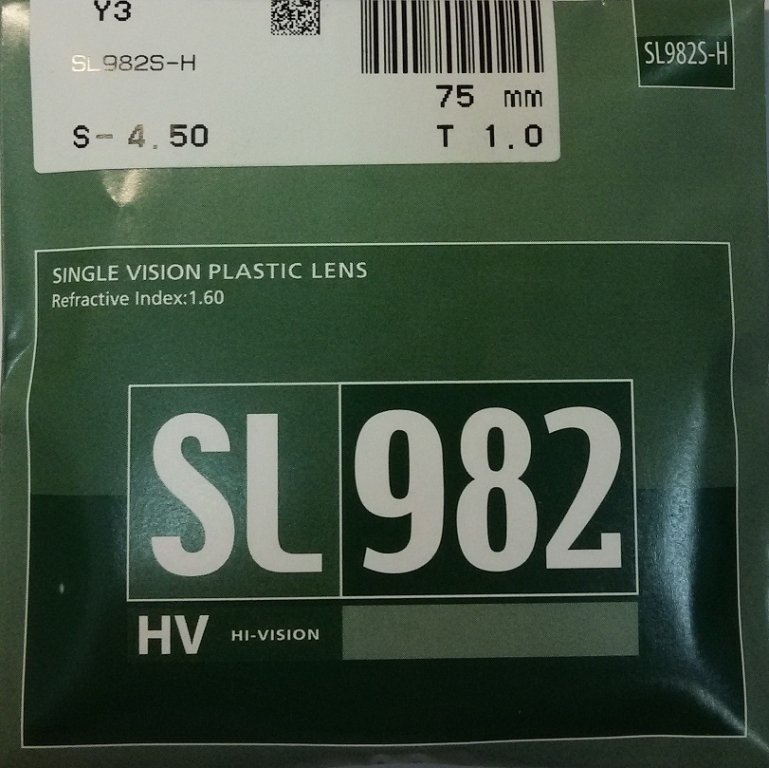 Y3
SL982S-H
SL982S-H
75 mm
S- 4.50 T 1.0
SINGLE VISION PLASTIC LENS
Refractive Index:1.60
SL 982
HV HI-VISION